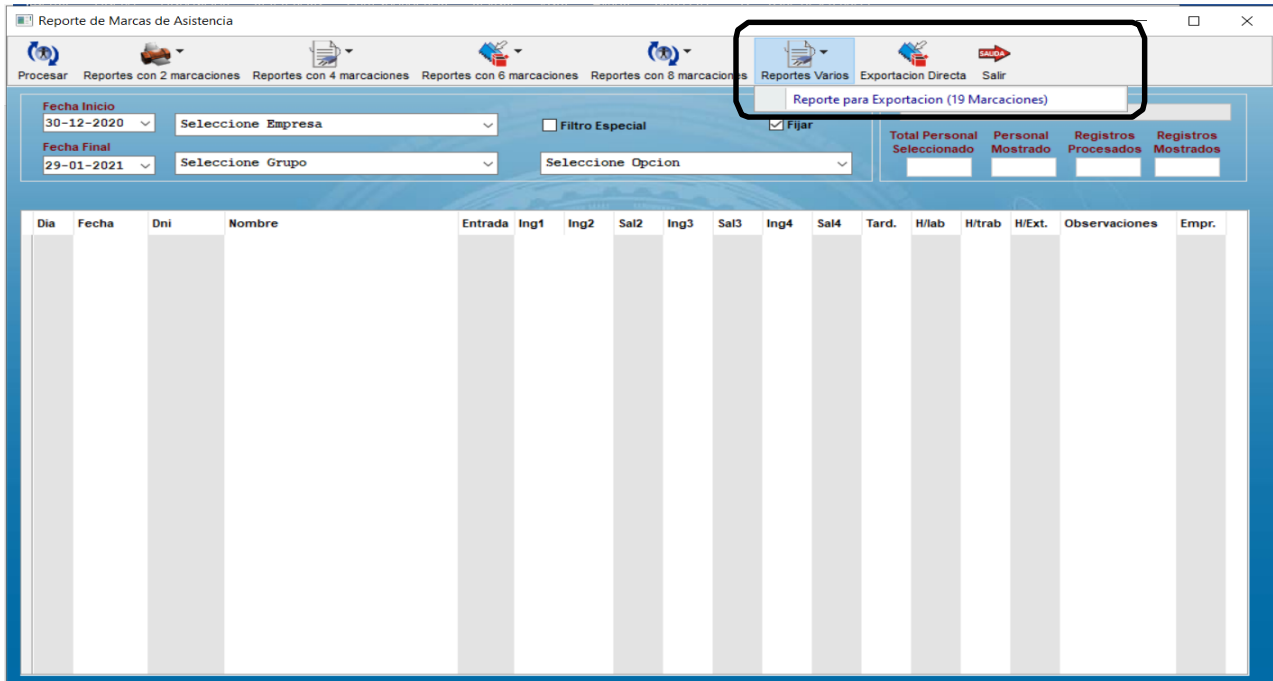 Reporte de Marcas de Asistencia
Procesar Reportes con 2 marcaciones Reportes con 4 marcaciones Reportes con 6 marcaciones Reportes con 8 marcaciones Reportes Varios Exportacion Directa Salir
SALIDA
Reporte para Exportacion (19 Marcaciones)
Fecha Inicio
30-12-2020 Seleccione Empresa Filtro Especial Fijar
Fecha Final
29-01-2021 Seleccione Grupo Seleccione Opcion
Total Personal Seleccionado Personal Mostrado Registros Procesados Registros Mostrados
Dia Fecha Dni Nombre Entrada Ing1 Ing2 Sal2 Ing3 Sal3 Ing4 Sal4 Tard. H/lab H/trab H/Ext. Observaciones Empr.